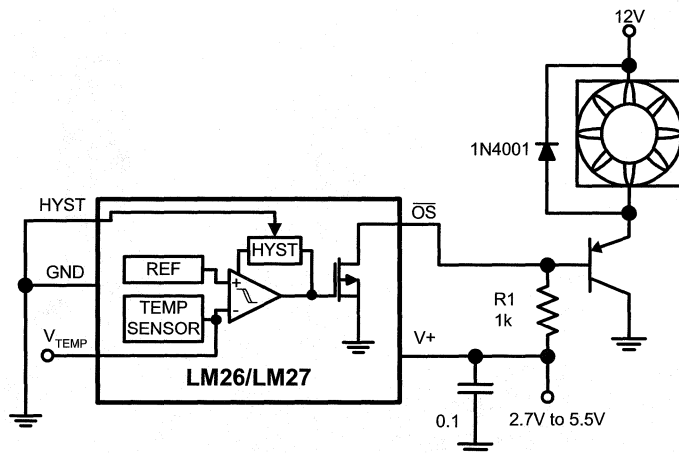 12V
1N4001
HYST
OS
HYST
GND
REF
+
TEMP
SENSOR
-
R1
1k
V+
VTEMP
LM26/LM27
0.1
2.7V to 5.5V